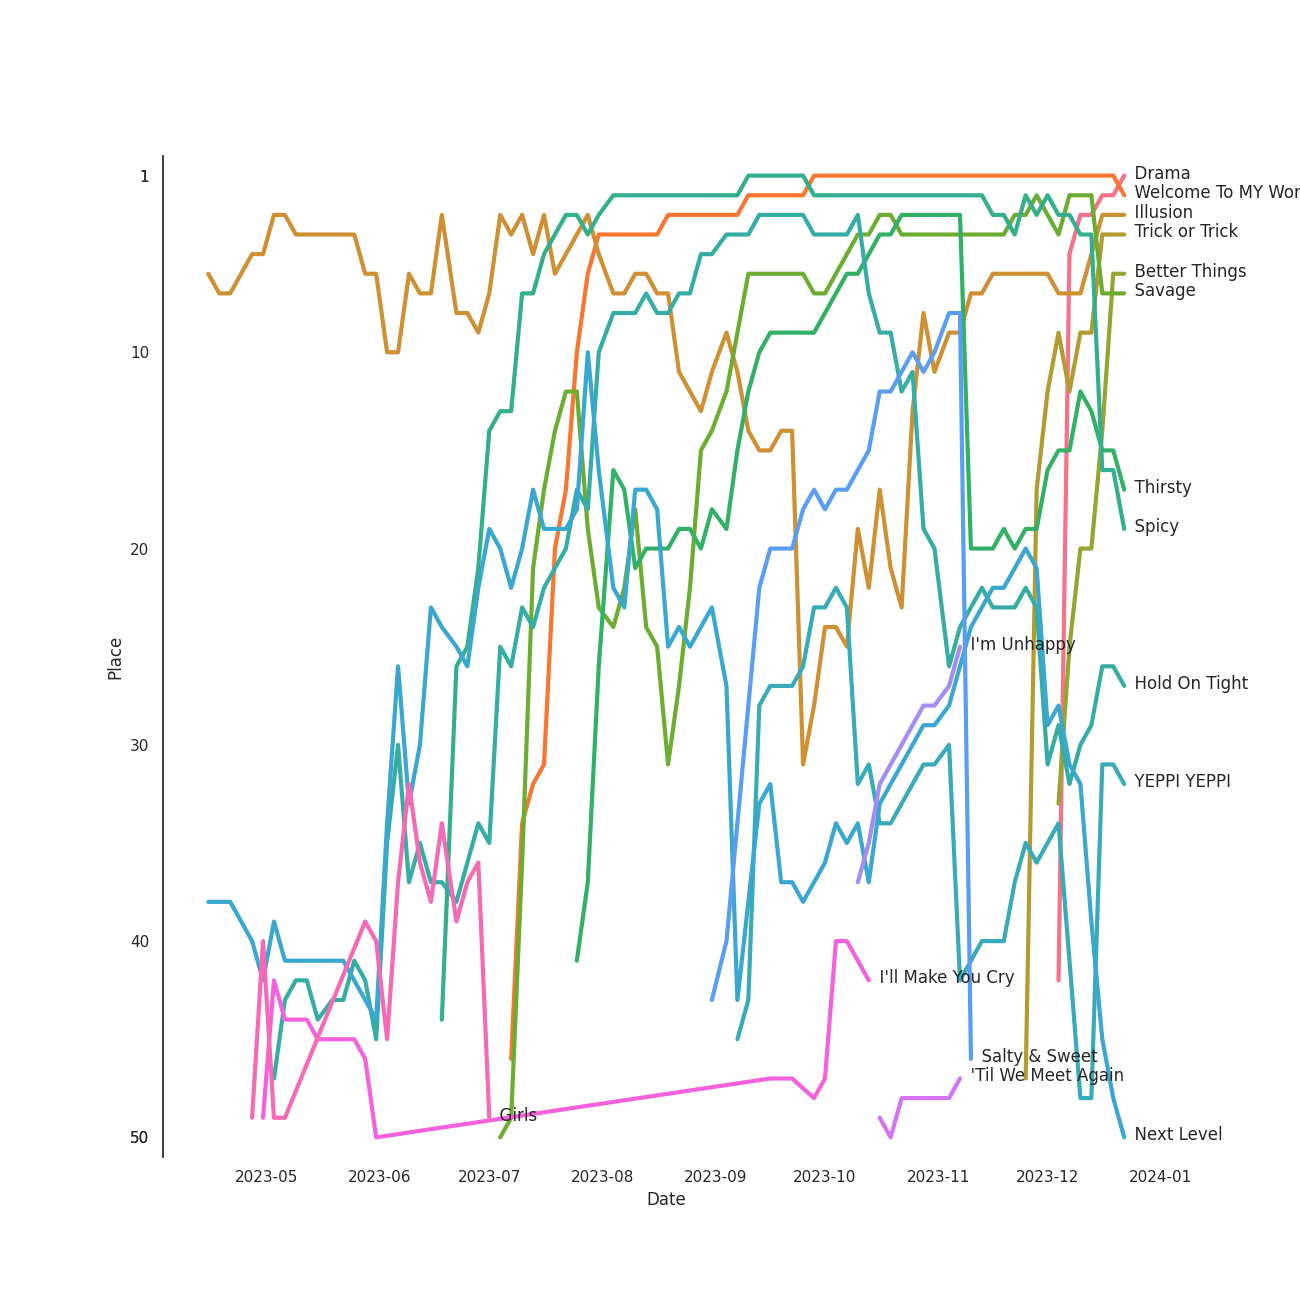 1
Drama
Welcome To MY Wor
Illusion
Trick or Trick
Better Things
Savage
10
Thirsty
Spicy
20
I'm Unhappy
Hold On Tight
30
YEPPI YEPPI
40
I'll Make You Cry
Salty & Sweet
'Til We Meet Again
Girls
50
Next Level
Place
2023-05 2023-06 2023-07 2023-08 2023-09 2023-10 2023-11 2023-12 2024-01
Date